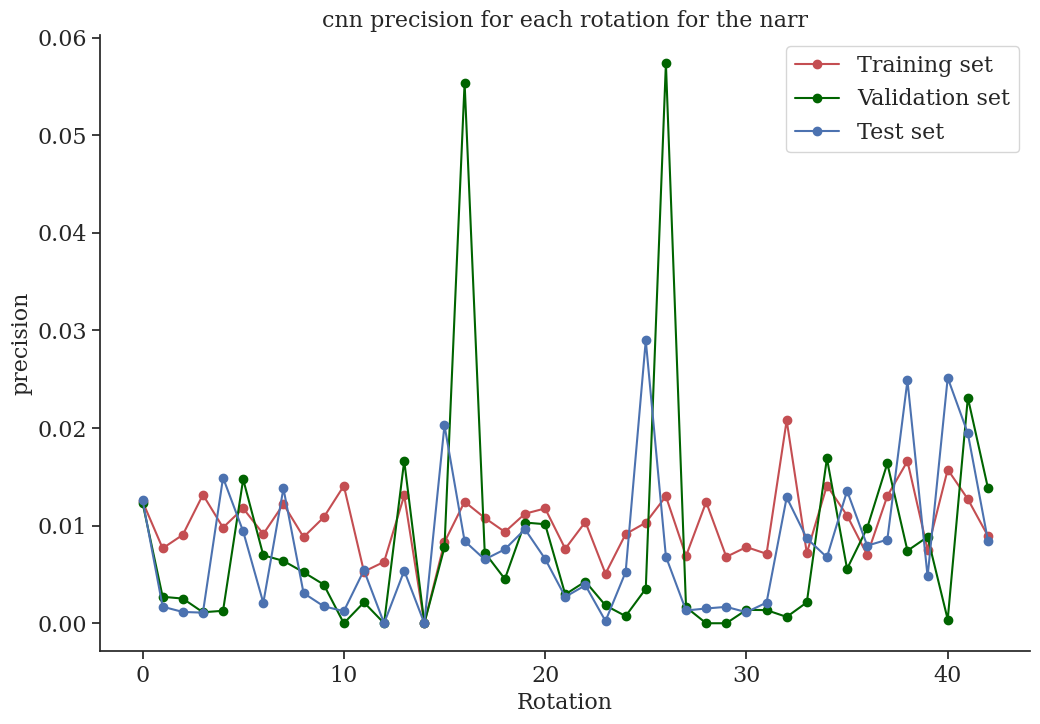 cnn precision for each rotation for the narr
0.06
0.05
0.04
0.03
0.02
0.01
0.00
precision
Training set
Validation set
Test set
0 10 20 30 40
Rotation